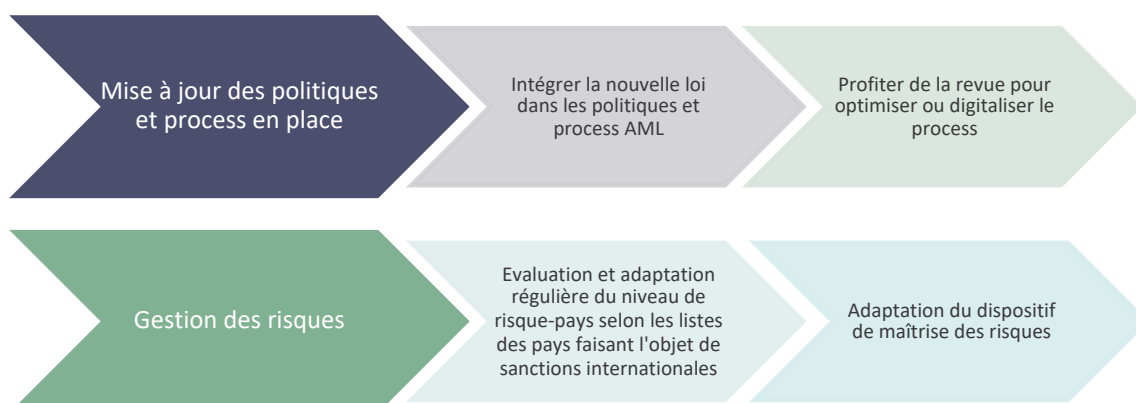 Mise à jour des politiques
et process en place
Intégrer la nouvelle loi
dans les politiques et
process AML
Profiter de la revue pour
optimiser ou digitaliser le
process
Gestion des risques
Evaluation et adaptation
régulière du niveau de
risque-pays selon les listes
des pays faisant l'objet de
sanctions internationales
Adaptation du dispositif
de maîtrise des risques